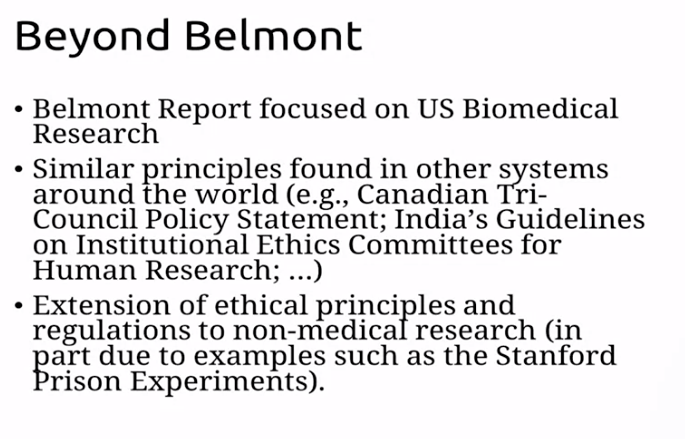 Beyond Belmont
• Belmont Report focused on US Biomedical
Research
• Similar principles found in other systems
around the world (e.g., Canadian Tri-
Council Policy Statement; India’s Guidelines
on Institutional Ethics Committees for
Human Research; ...)
• Extension of ethical principles and
regulations to non-medical research (in
part due to examples such as the Stanford
Prison Experiments).